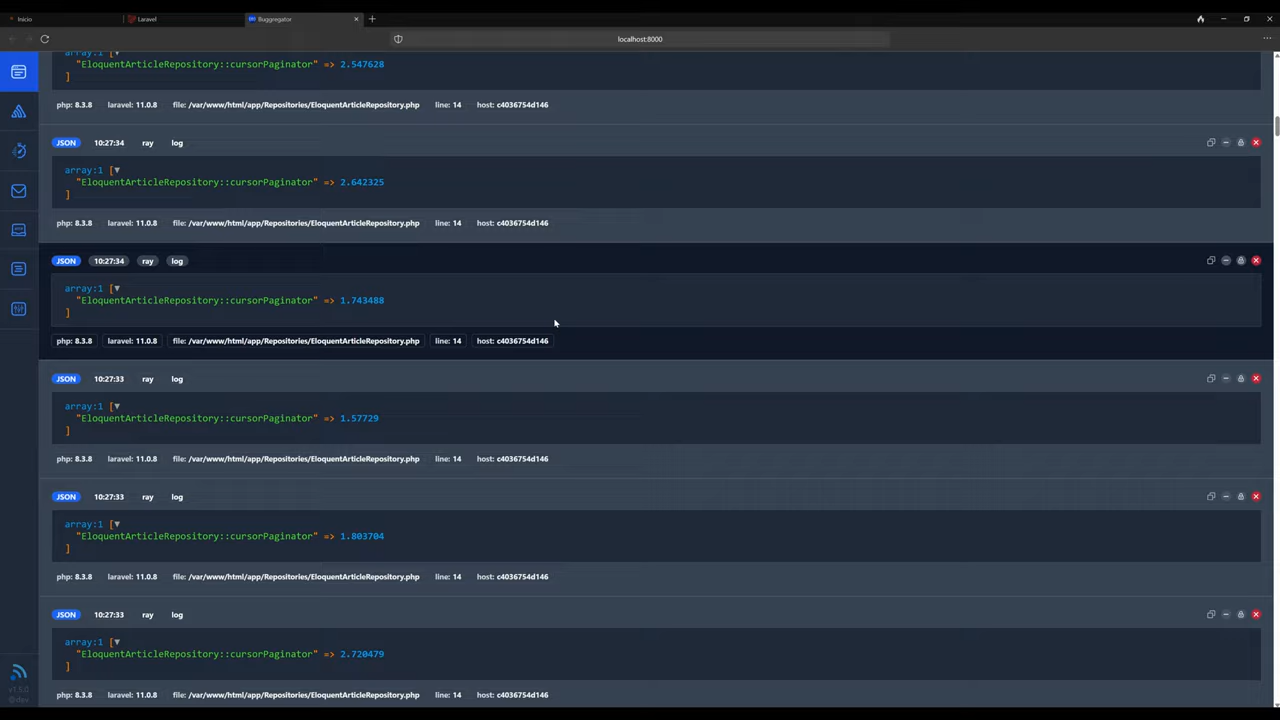 Inicio
Laravel
Buggregator
localhost:8000
array:1 [▼
"EloquentArticleRepository::cursorPaginator" => 2.547628
]
php: 8.3.8 laravel: 11.0.8 file: /var/www/html/app/Repositories/EloquentArticleRepository.php line: 14 host: c4036754d146
JSON 10:27:34 ray log
array:1 [▼
"EloquentArticleRepository::cursorPaginator" => 2.642325
]
php: 8.3.8 laravel: 11.0.8 file: /var/www/html/app/Repositories/EloquentArticleRepository.php line: 14 host: c4036754d146
JSON 10:27:34 ray log
array:1 [▼
"EloquentArticleRepository::cursorPaginator" => 1.743488
]
php: 8.3.8 laravel: 11.0.8 file: /var/www/html/app/Repositories/EloquentArticleRepository.php line: 14 host: c4036754d146
JSON 10:27:33 ray log
array:1 [▼
"EloquentArticleRepository::cursorPaginator" => 1.57729
]
php: 8.3.8 laravel: 11.0.8 file: /var/www/html/app/Repositories/EloquentArticleRepository.php line: 14 host: c4036754d146
JSON 10:27:33 ray log
array:1 [▼
"EloquentArticleRepository::cursorPaginator" => 1.803704
]
php: 8.3.8 laravel: 11.0.8 file: /var/www/html/app/Repositories/EloquentArticleRepository.php line: 14 host: c4036754d146
JSON 10:27:33 ray log
array:1 [▼
"EloquentArticleRepository::cursorPaginator" => 2.720479
]
php: 8.3.8 laravel: 11.0.8 file: /var/www/html/app/Repositories/EloquentArticleRepository.php line: 14 host: c4036754d146